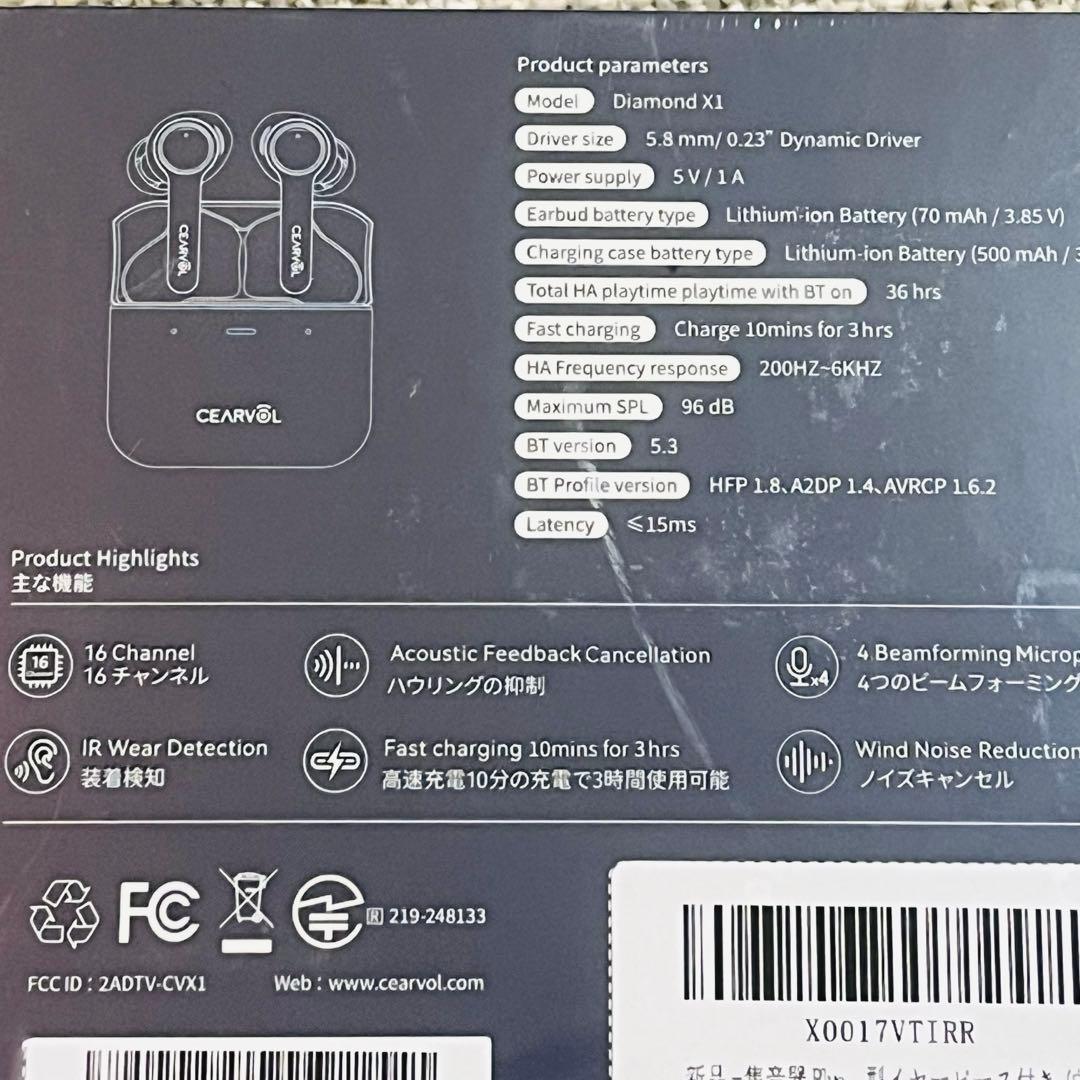 Product parameters
Model Diamond X1
Driver size 5.8 mm/ 0.23" Dynamic Driver
Power supply 5 V / 1 A
Earbud battery type Lithium-ion Battery (70 mAh / 3.85 V)
Charging case battery type Lithium-ion Battery (500 mAh /
Total HA playtime playtime with BT on 36 hrs
Fast charging Charge 10mins for 3hrs
HA Frequency response 200HZ~6KHZ
Maximum SPL 96 dB
BT version 5.3
BT Profile version HFP 1.8、A2DP 1.4、AVRCP 1.6.2
Latency ≤15ms
CEARVOL
CEARVOL
CEARVOL
Product Highlights
主な機能
16
16 Channel
16 チャンネル
Acoustic Feedback Cancellation
ハウリングの抑制
x4
4 Beamforming Microp
4つのビームフォーミング
IR Wear Detection
装着検知
Fast charging 10mins for 3hrs
高速充電10分の充電で3時間使用可能
Wind Noise Reduction
ノイズキャンセル
FC
R 219-248133
FCC ID : 2ADTV-CVX1
Web : www.cearvol.com
X0017VTIRR